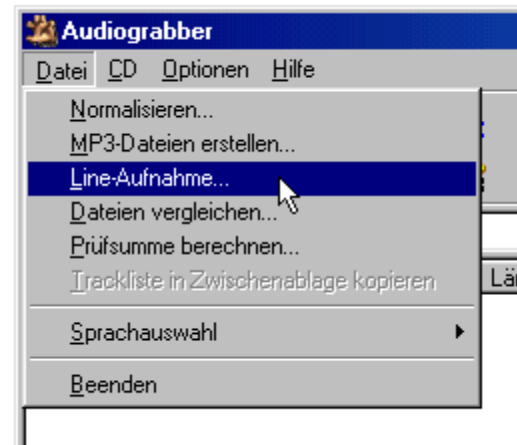 Audiograbber
Datei CD Optionen Hilfe
Normalisieren...
MP3-Dateien erstellen...
Line-Aufnahme...
Dateien vergleichen...
Prüfsumme berechnen...
Trackliste in Zwischenablage kopieren
Sprachauswahl
Beenden